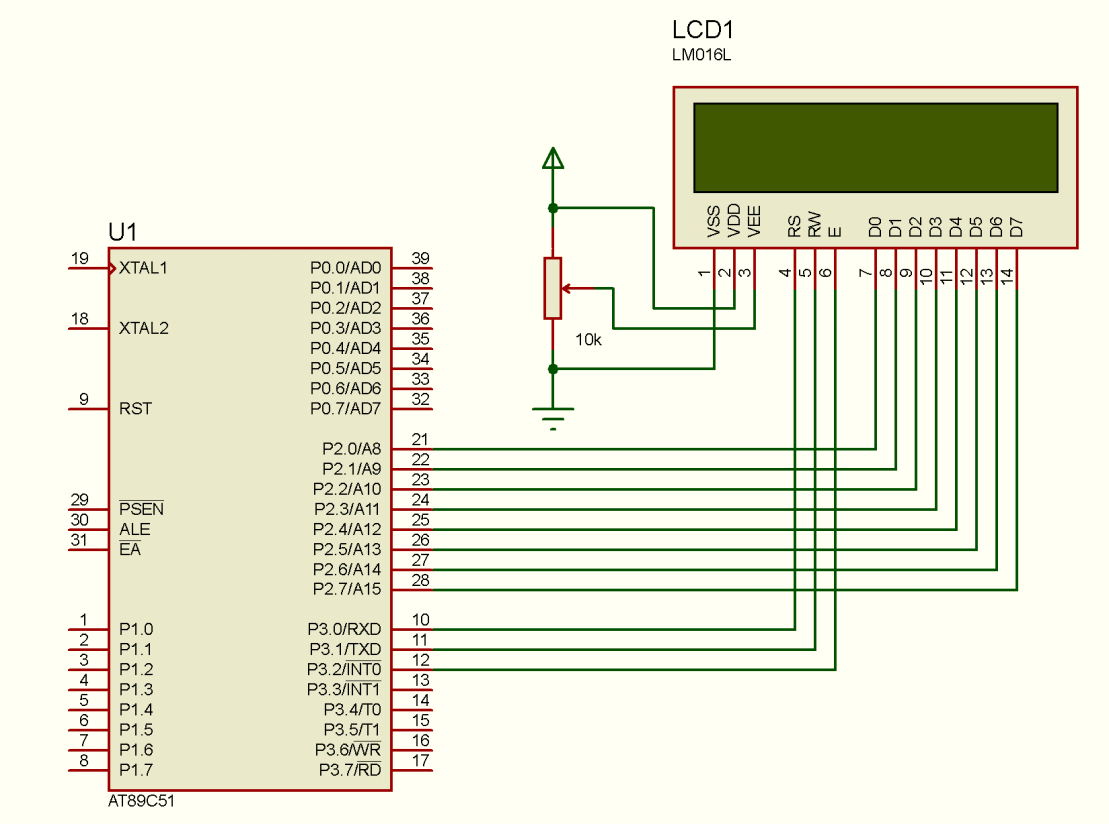 LCD1
LM016L
VSS VDD VEE RS RW E D0 D1 D2 D3 D4 D5 D6 D7
1 2 3 4 5 6 7 8 9 10 11 12 13 14
10k
U1
19 XTAL1 P0.0/AD0 39
P0.1/AD1 38
P0.2/AD2 37
18 XTAL2 P0.3/AD3 36
P0.4/AD4 35
P0.5/AD5 34
P0.6/AD6 33
9 RST P0.7/AD7 32
P2.0/A8 21
P2.1/A9 22
P2.2/A10 23
29 PSEN P2.3/A11 24
30 ALE P2.4/A12 25
31 EA P2.5/A13 26
P2.6/A14 27
P2.7/A15 28
1 P1.0 P3.0/RXD 10
2 P1.1 P3.1/TXD 11
3 P1.2 P3.2/INT0 12
4 P1.3 P3.3/INT1 13
5 P1.4 P3.4/T0 14
6 P1.5 P3.5/T1 15
7 P1.6 P3.6/WR 16
8 P1.7 P3.7/RD 17
AT89C51